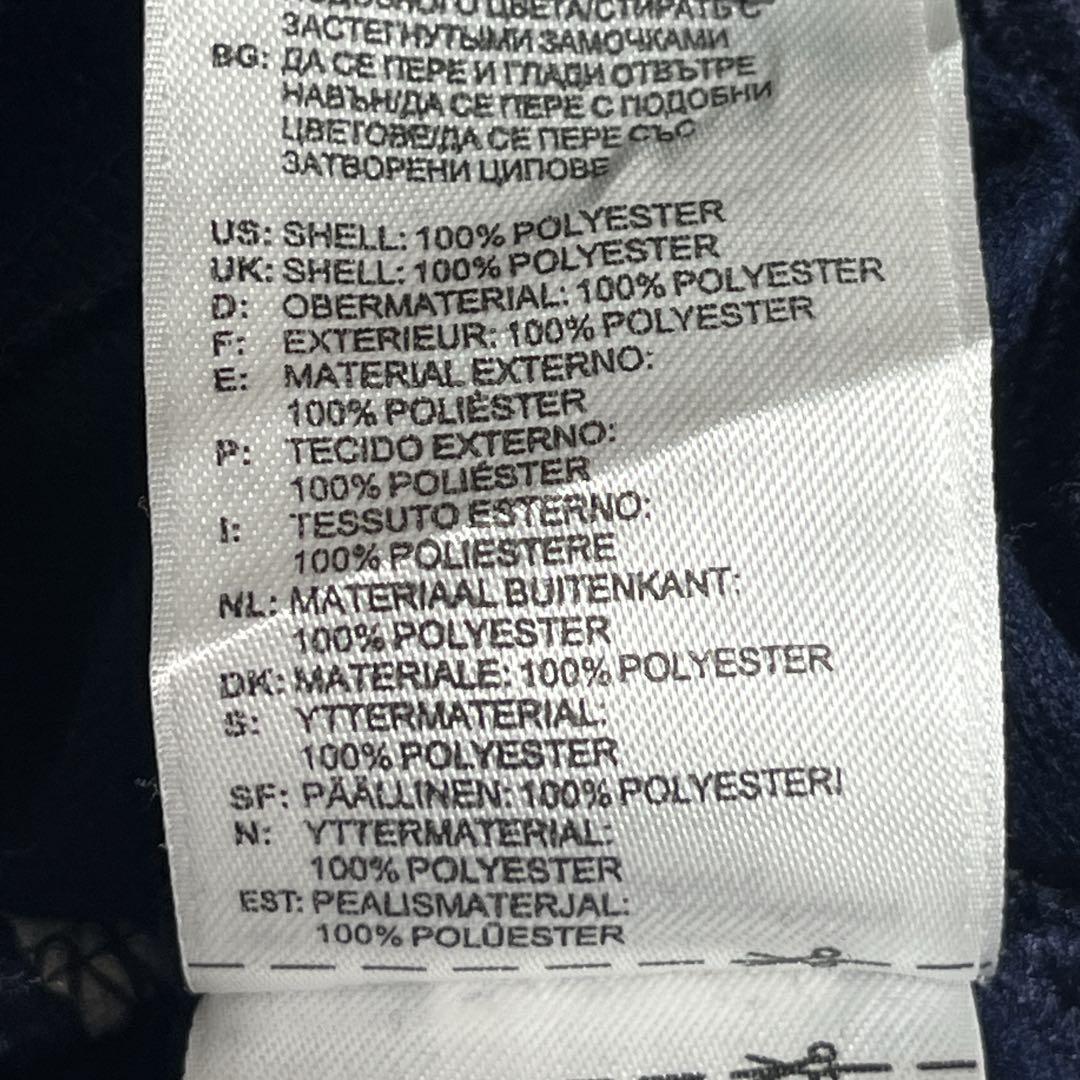 ПОДОБНОГО ЦВЕТА/СТИРАТЬ С
ЗАСТЕГНУТЫМИ ЗАМОЧКАМИ
BG: ДА СЕ ПЕРЕ И ГЛАДИ ОТВЪТРЕ
НАВЪН/ДА СЕ ПЕРЕ С ПОДОБНИ
ЦВЕТОВЕ/ДА СЕ ПЕРЕ СЪС
ЗАТВОРЕНИ ЦИПОВЕ
US: SHELL: 100% POLYESTER
UK: SHELL: 100% POLYESTER
D: OBERMATERIAL: 100% POLYESTER
F: EXTERIEUR: 100% POLYESTER
E: MATERIAL EXTERNO:
100% POLIÉSTER
P: TECIDO EXTERNO:
100% POLIÉSTER
I: TESSUTO ESTERNO:
100% POLIESTERE
NL: MATERIAAL BUITENKANT:
100% POLYESTER
DK: MATERIALE: 100% POLYESTER
S: YTTERMATERIAL:
100% POLYESTER
SF: PÄÄLLINEN: 100% POLYESTERI
N: YTTERMATERIAL:
100% POLYESTER
EST: PEALISMATERJAL:
100% POLÜESTER